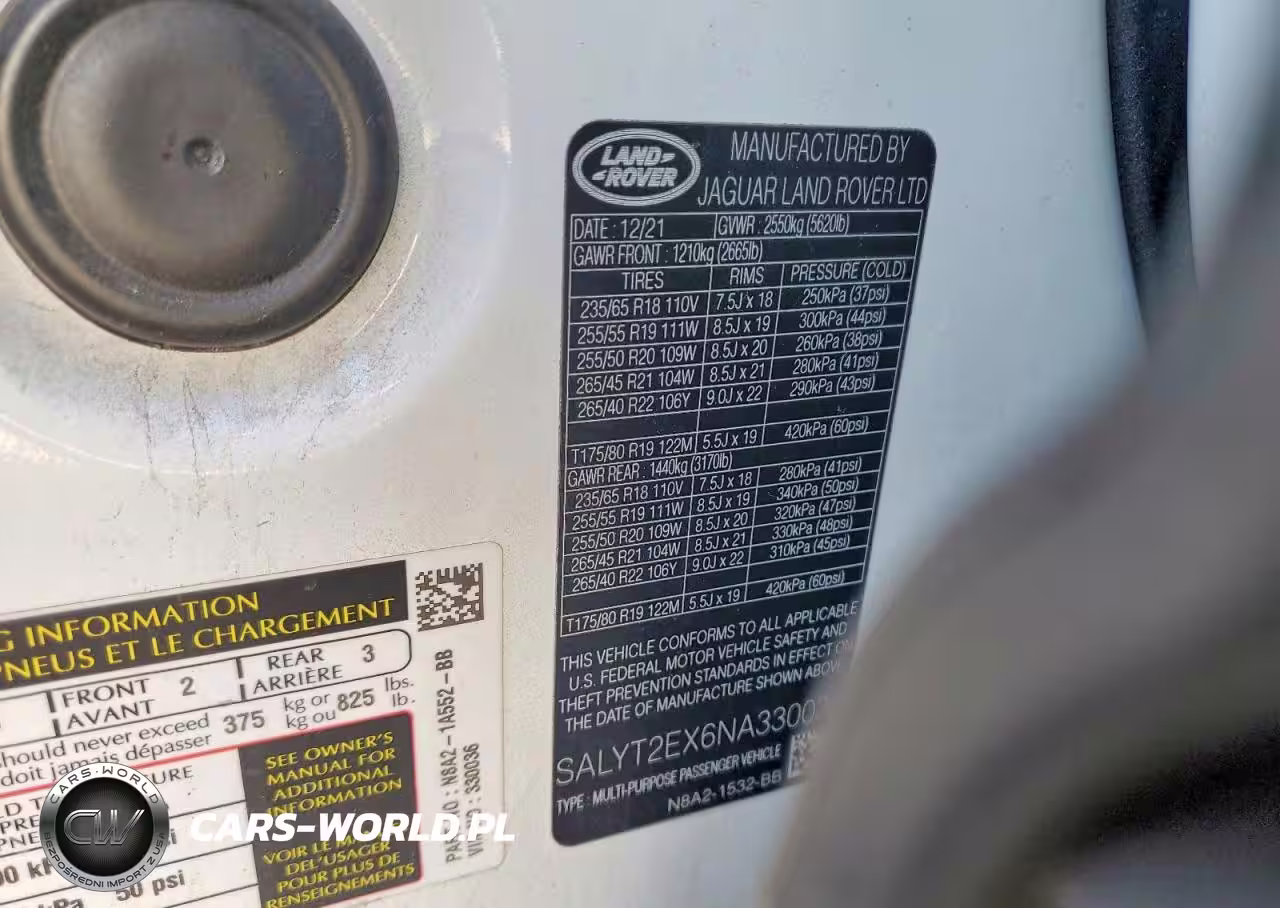 LAND-
-ROVER
MANUFACTURED BY
JAGUAR LAND ROVER LTD
DATE : 12/21 GVWR : 2550kg (5620lb)
GAWR FRONT : 1210kg (2665lb)
TIRES RIMS PRESSURE (COLD)
235/65 R18 110V 7.5J x 18 250kPa (37psi)
255/55 R19 111W 8.5J x 19 300kPa (44psi)
255/50 R20 109W 8.5J x 20 260kPa (38psi)
265/45 R21 104W 8.5J x 21 280kPa (41psi)
265/40 R22 106Y 9.0J x 22 290kPa (43psi)
T175/80 R19 122M 5.5J x 19 420kPa (60psi)
GAWR REAR : 1440kg (3170lb)
235/65 R18 110V 7.5J x 18 280kPa (41psi)
255/55 R19 111W 8.5J x 19 340kPa (50psi)
255/50 R20 109W 8.5J x 20 320kPa (47psi)
265/45 R21 104W 8.5J x 21 330kPa (48psi)
265/40 R22 106Y 9.0J x 22 310kPa (45psi)
T175/80 R19 122M 5.5J x 19 420kPa (60psi)
THIS VEHICLE CONFORMS TO ALL APPLICABLE
U.S. FEDERAL MOTOR VEHICLE SAFETY AND
THEFT PREVENTION STANDARDS IN EFFECT ON
THE DATE OF MANUFACTURE SHOWN ABOVE
SALYT2EX6NA3300
TYPE : MULTI-PURPOSE PASSENGER VEHICLE
N8A2-1532-BB
G INFORMATION
PNEUS ET LE CHARGEMENT
FRONT 2 REAR 3
AVANT ARRIÈRE
should never exceed 375 kg or 825 lbs.
doit jamais dépasser kg ou lb.
SEE OWNER'S
MANUAL FOR
ADDITIONAL
INFORMATION
VOIR LE
DE L'USAGER
POUR PLUS DE
RENSEIGNEMENTS
50 psi
: N8A2-1A552-BB
: 330036
CARS-WORLD
CW
BEZPOŚREDNI IMPORT Z USA
CARS-WORLD.PL